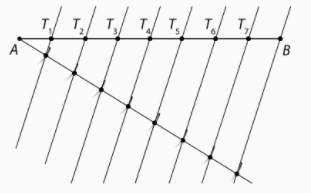 T₁ T₂ T₃ T₄ T₅ T₆ T₇
A B